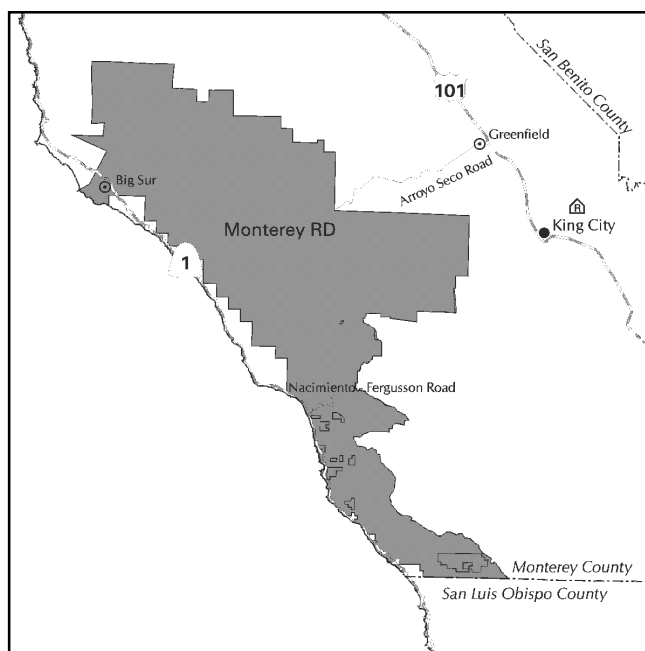 San Benito County
101
Greenfield
Arroyo Seco Road
Big Sur
R
King City
Monterey RD
1
Nacimiento - Fergusson Road
Monterey County
San Luis Obispo County